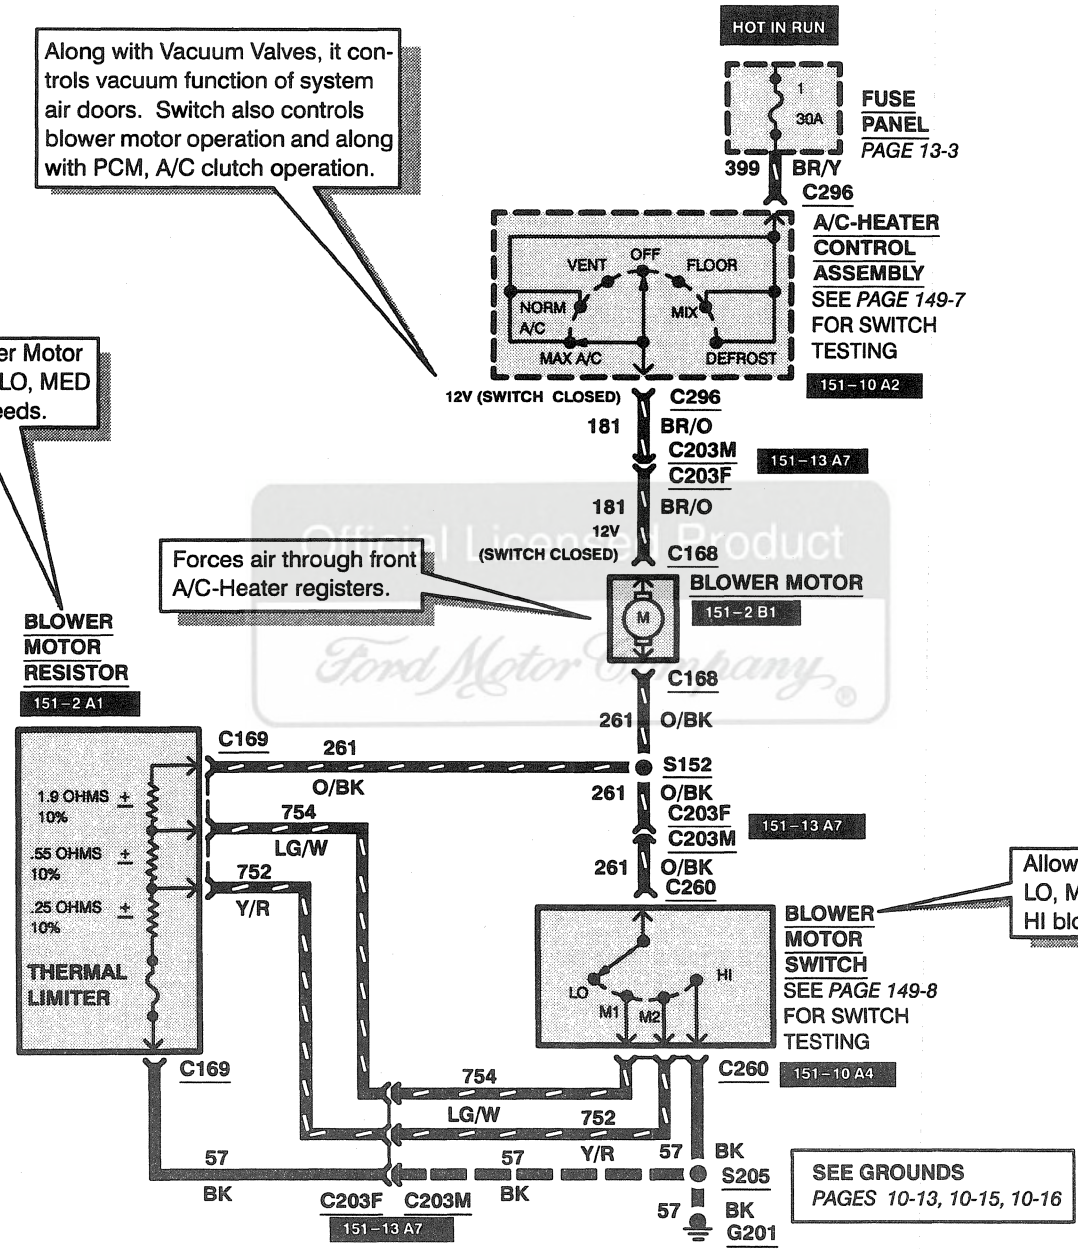 HOT IN RUN
Along with Vacuum Valves, it con-
trols vacuum function of system
air doors. Switch also controls
blower motor operation and along
with PCM, A/C clutch operation.
1
30A
FUSE
PANEL
PAGE 13-3
399 BR/Y
C296
A/C-HEATER
CONTROL
ASSEMBLY
SEE PAGE 149-7
FOR SWITCH
TESTING
151-10 A2
OFF
VENT FLOOR
NORM
A/C
MIX
MAX A/C DEFROST
er Motor
LO, MED
eeds.
12V (SWITCH CLOSED)
C296
181 BR/O
C203M
151-13 A7
C203F
181 BR/O
12V
(SWITCH CLOSED)
C168
Official Licensed Product
Ford Motor Company
®
Forces air through front
A/C-Heater registers.
BLOWER MOTOR
151-2 B1
M
C168
261 O/BK
BLOWER
MOTOR
RESISTOR
151-2 A1
C169
261
O/BK
S152
261 O/BK
C203F
151-13 A7
C203M
261 O/BK
C260
1.9 OHMS ±
10%
.55 OHMS ±
10%
.25 OHMS ±
10%
THERMAL
LIMITER
754
LG/W
752
Y/R
Allow
LO, M
HI blo
BLOWER
MOTOR
SWITCH
SEE PAGE 149-8
FOR SWITCH
TESTING
LO
M1
M2
HI
C169
C260
151-10 A4
754
LG/W
752
Y/R
57 BK
57
BK
57
BK
S205
C203F C203M
151-13 A7
57 BK
G201
SEE GROUNDS
PAGES 10-13, 10-15, 10-16